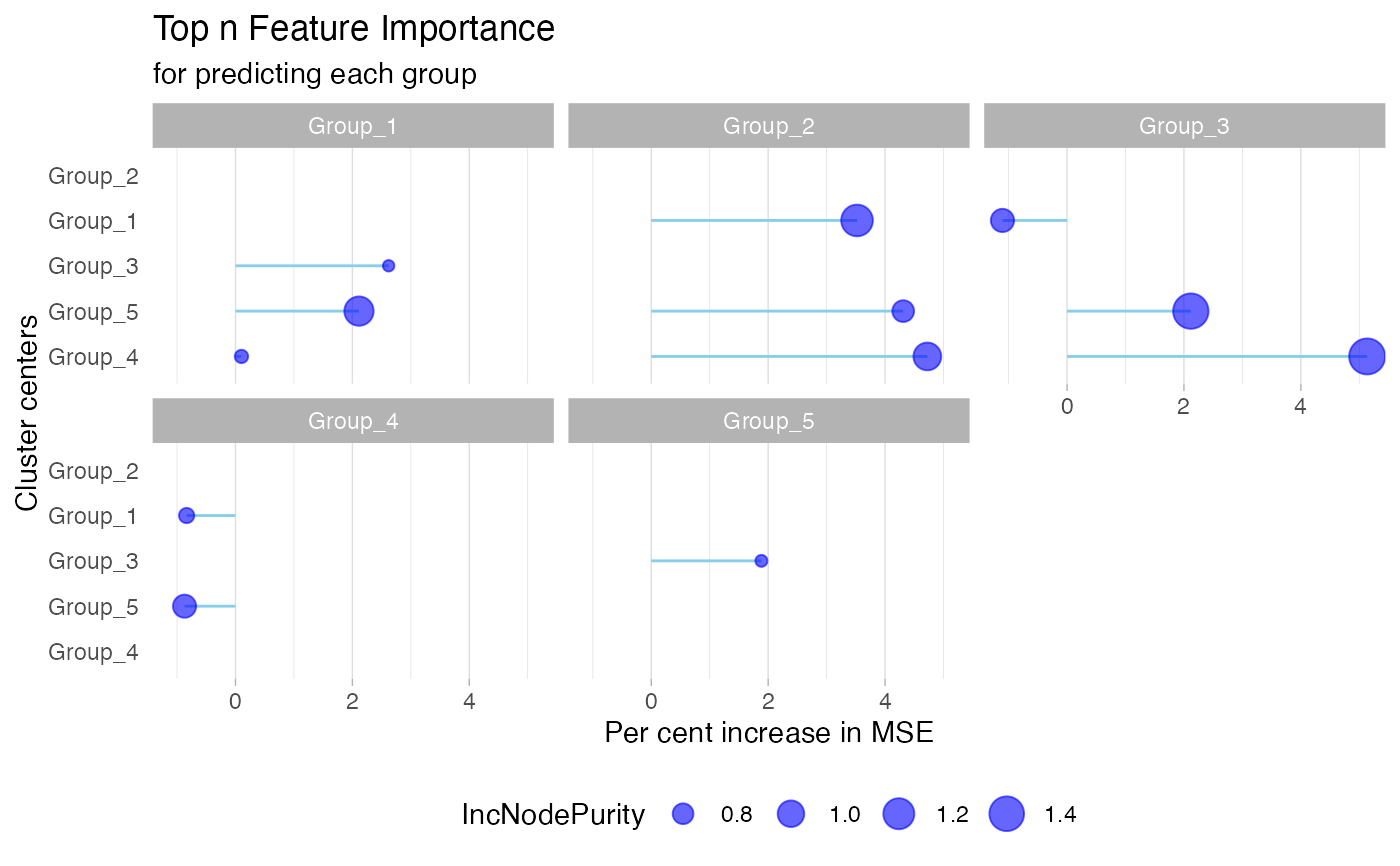 Top n Feature Importance
for predicting each group
Group_1
Group_2
Group_3
Group_2
Group_1
Group_3
Group_5
Group_4
0 2 4
Cluster centers
Group_4
Group_5
Group_2
Group_1
Group_3
Group_5
Group_4
0 2 4
0 2 4
Per cent increase in MSE
IncNodePurity 0.8 1.0 1.2 1.4